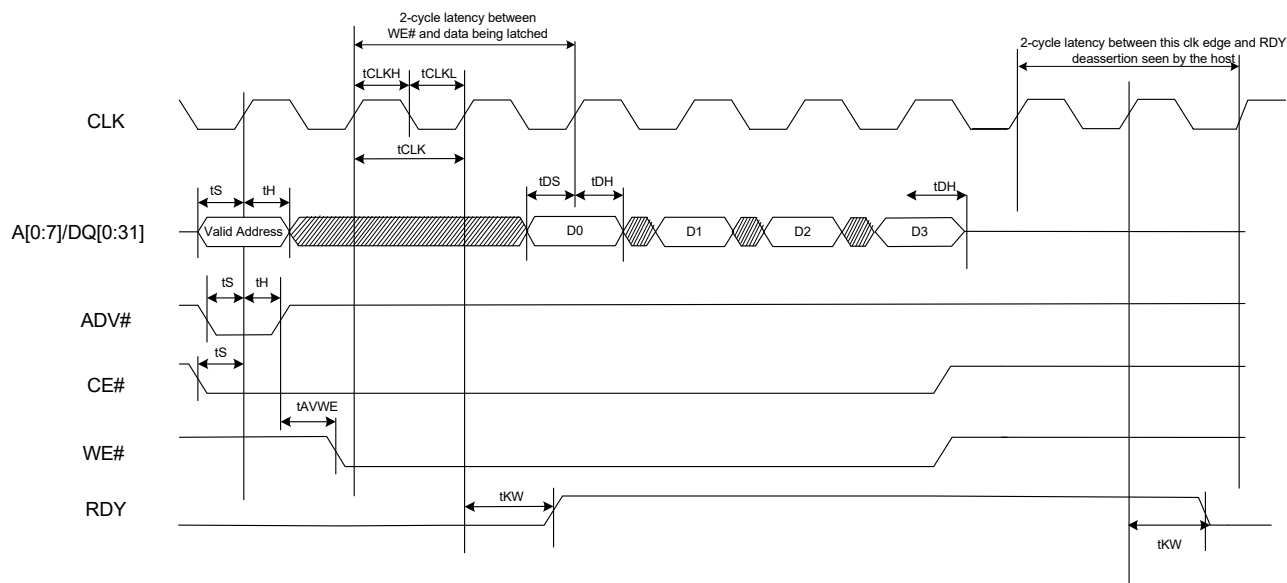 2-cycle latency between
WE# and data being latched
2-cycle latency between this clk edge and RDY
deassertion seen by the host
tCLKH
tCLKL
CLK
tCLK
tS
tH
tDS
tDH
tDH
A[0:7]/DQ[0:31]
Valid Address
D0
D1
D2
D3
tS
tH
ADV#
tS
CE#
tAVWE
WE#
tKW
RDY
tKW